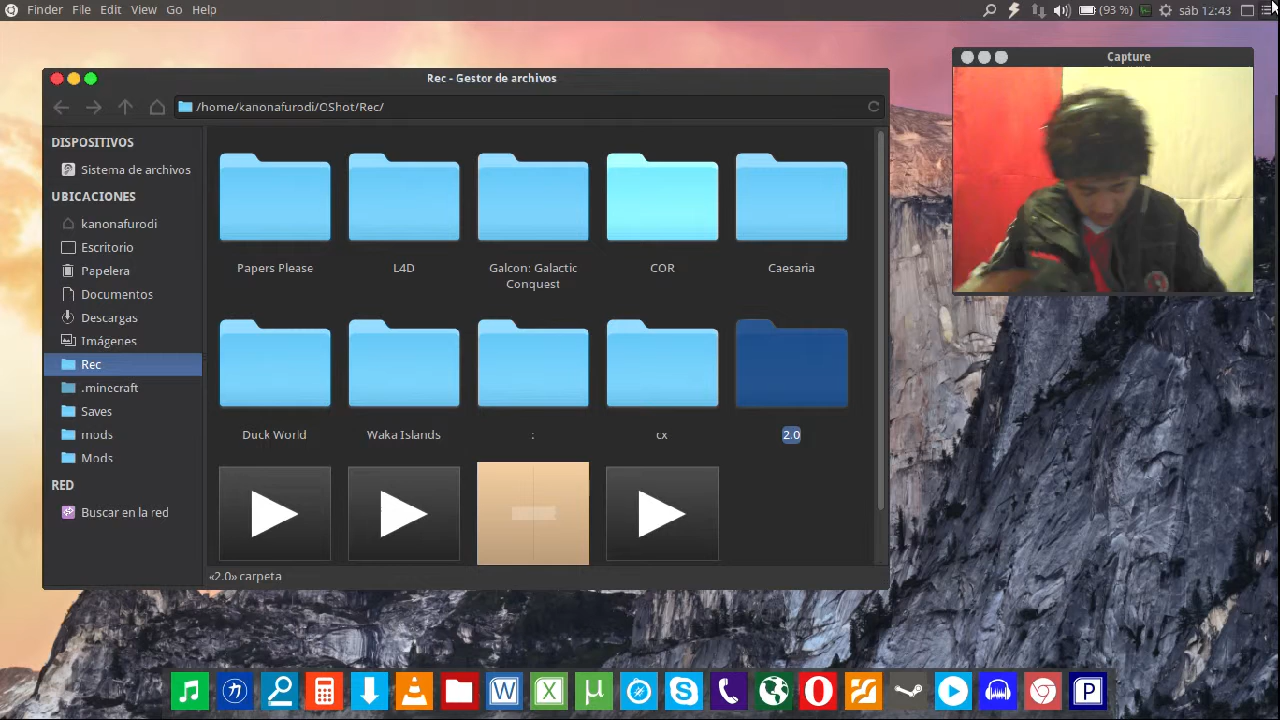 Finder File Edit View Go Help
(93 %) sáb 12:43
Rec - Gestor de archivos
/home/kanonafurodi/OShot/Rec/
DISPOSITIVOS
Sistema de archivos
UBICACIONES
kanonafurodi
Escritorio
Papelera
Documentos
Descargas
Imágenes
Rec
.minecraft
Saves
mods
Mods
RED
Buscar en la red
Papers Please
L4D
Galcon: Galactic
Conquest
COR
Caesaria
Duck World
Waka Islands
:
cx
2.0
«2.0» carpeta
Capture
W
X
µ
P